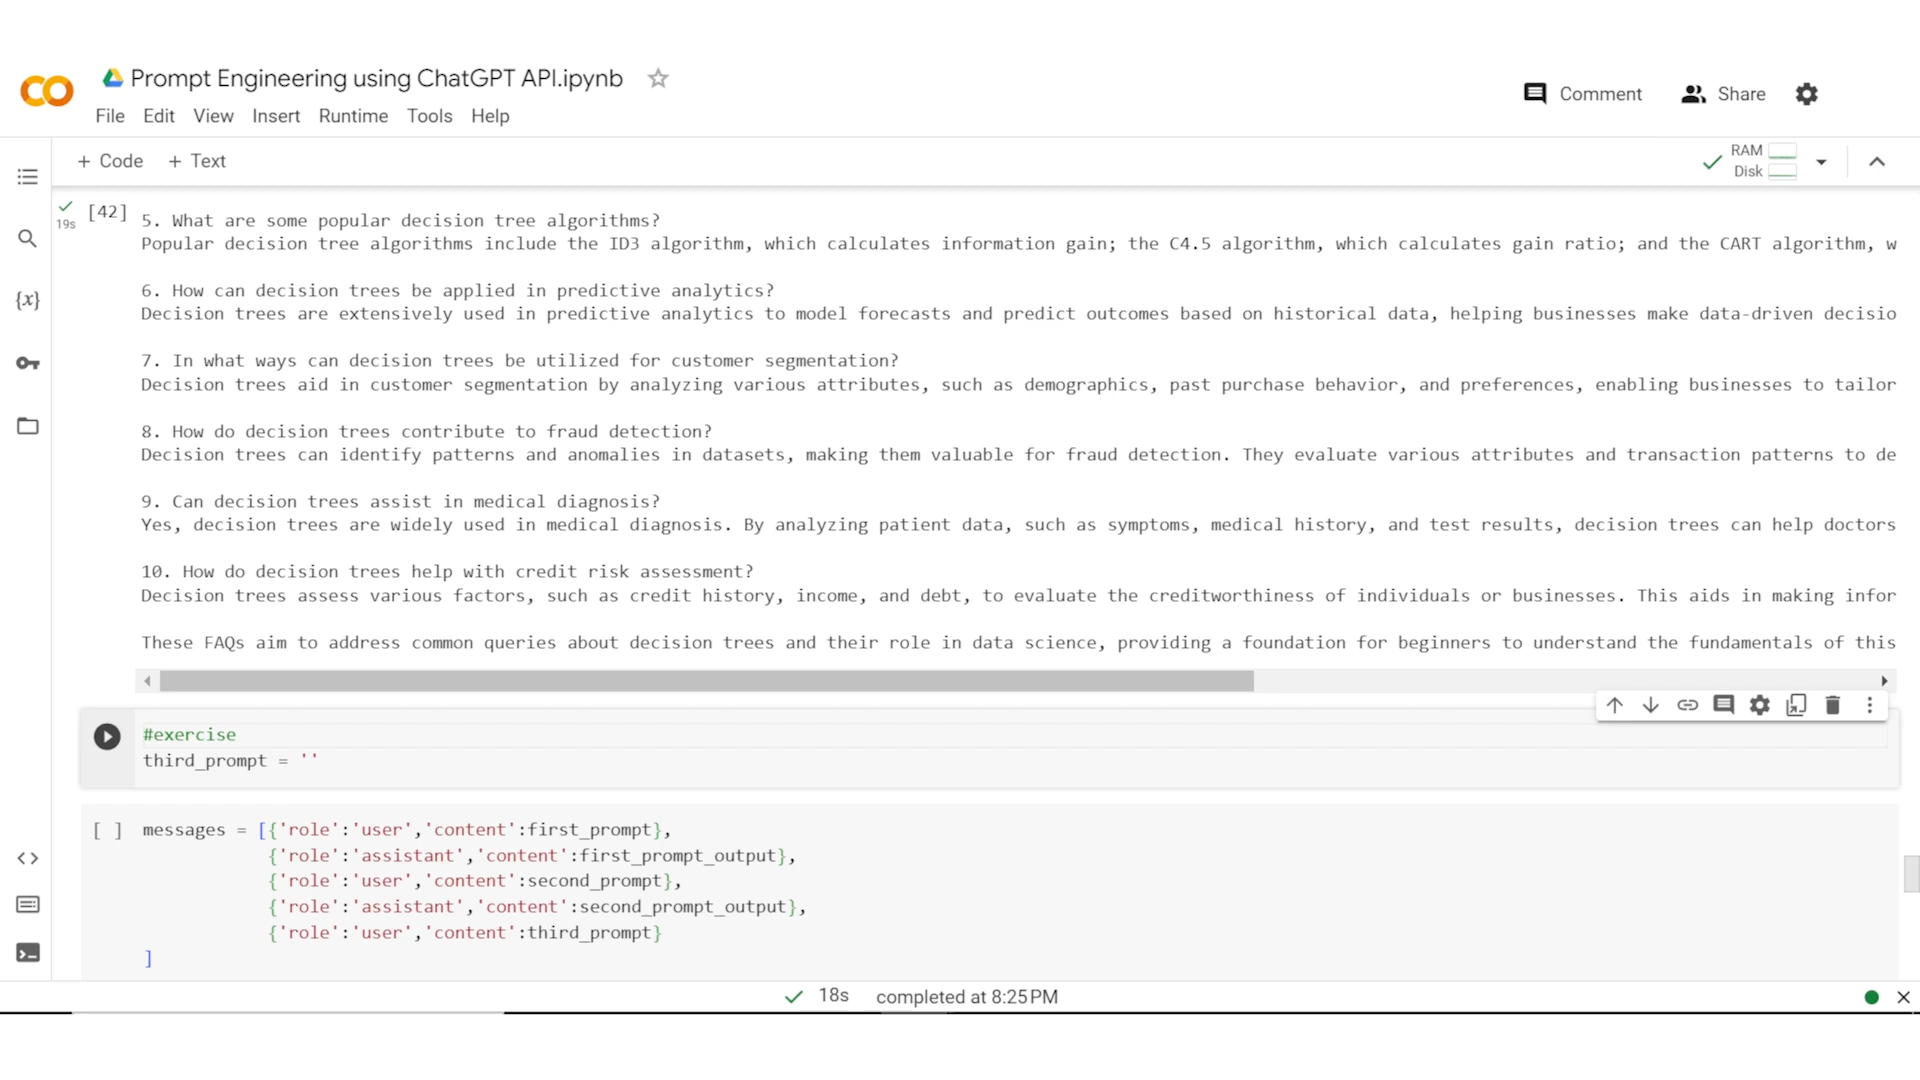 Prompt Engineering using ChatGPT API.ipynb
Comment
Share
File Edit View Insert Runtime Tools Help
+ Code + Text
RAM
Disk
19s
[42]
5. What are some popular decision tree algorithms?
Popular decision tree algorithms include the ID3 algorithm, which calculates information gain; the C4.5 algorithm, which calculates gain ratio; and the CART algorithm, w
6. How can decision trees be applied in predictive analytics?
Decision trees are extensively used in predictive analytics to model forecasts and predict outcomes based on historical data, helping businesses make data-driven decisio
7. In what ways can decision trees be utilized for customer segmentation?
Decision trees aid in customer segmentation by analyzing various attributes, such as demographics, past purchase behavior, and preferences, enabling businesses to tailor
8. How do decision trees contribute to fraud detection?
Decision trees can identify patterns and anomalies in datasets, making them valuable for fraud detection. They evaluate various attributes and transaction patterns to de
9. Can decision trees assist in medical diagnosis?
Yes, decision trees are widely used in medical diagnosis. By analyzing patient data, such as symptoms, medical history, and test results, decision trees can help doctors
10. How do decision trees help with credit risk assessment?
Decision trees assess various factors, such as credit history, income, and debt, to evaluate the creditworthiness of individuals or businesses. This aids in making infor
These FAQs aim to address common queries about decision trees and their role in data science, providing a foundation for beginners to understand the fundamentals of this
#exercise
third_prompt = ''
[ ] messages = [{'role':'user','content':first_prompt},
{'role':'assistant','content':first_prompt_output},
{'role':'user','content':second_prompt},
{'role':'assistant','content':second_prompt_output},
{'role':'user','content':third_prompt}
]
18s completed at 8:25 PM